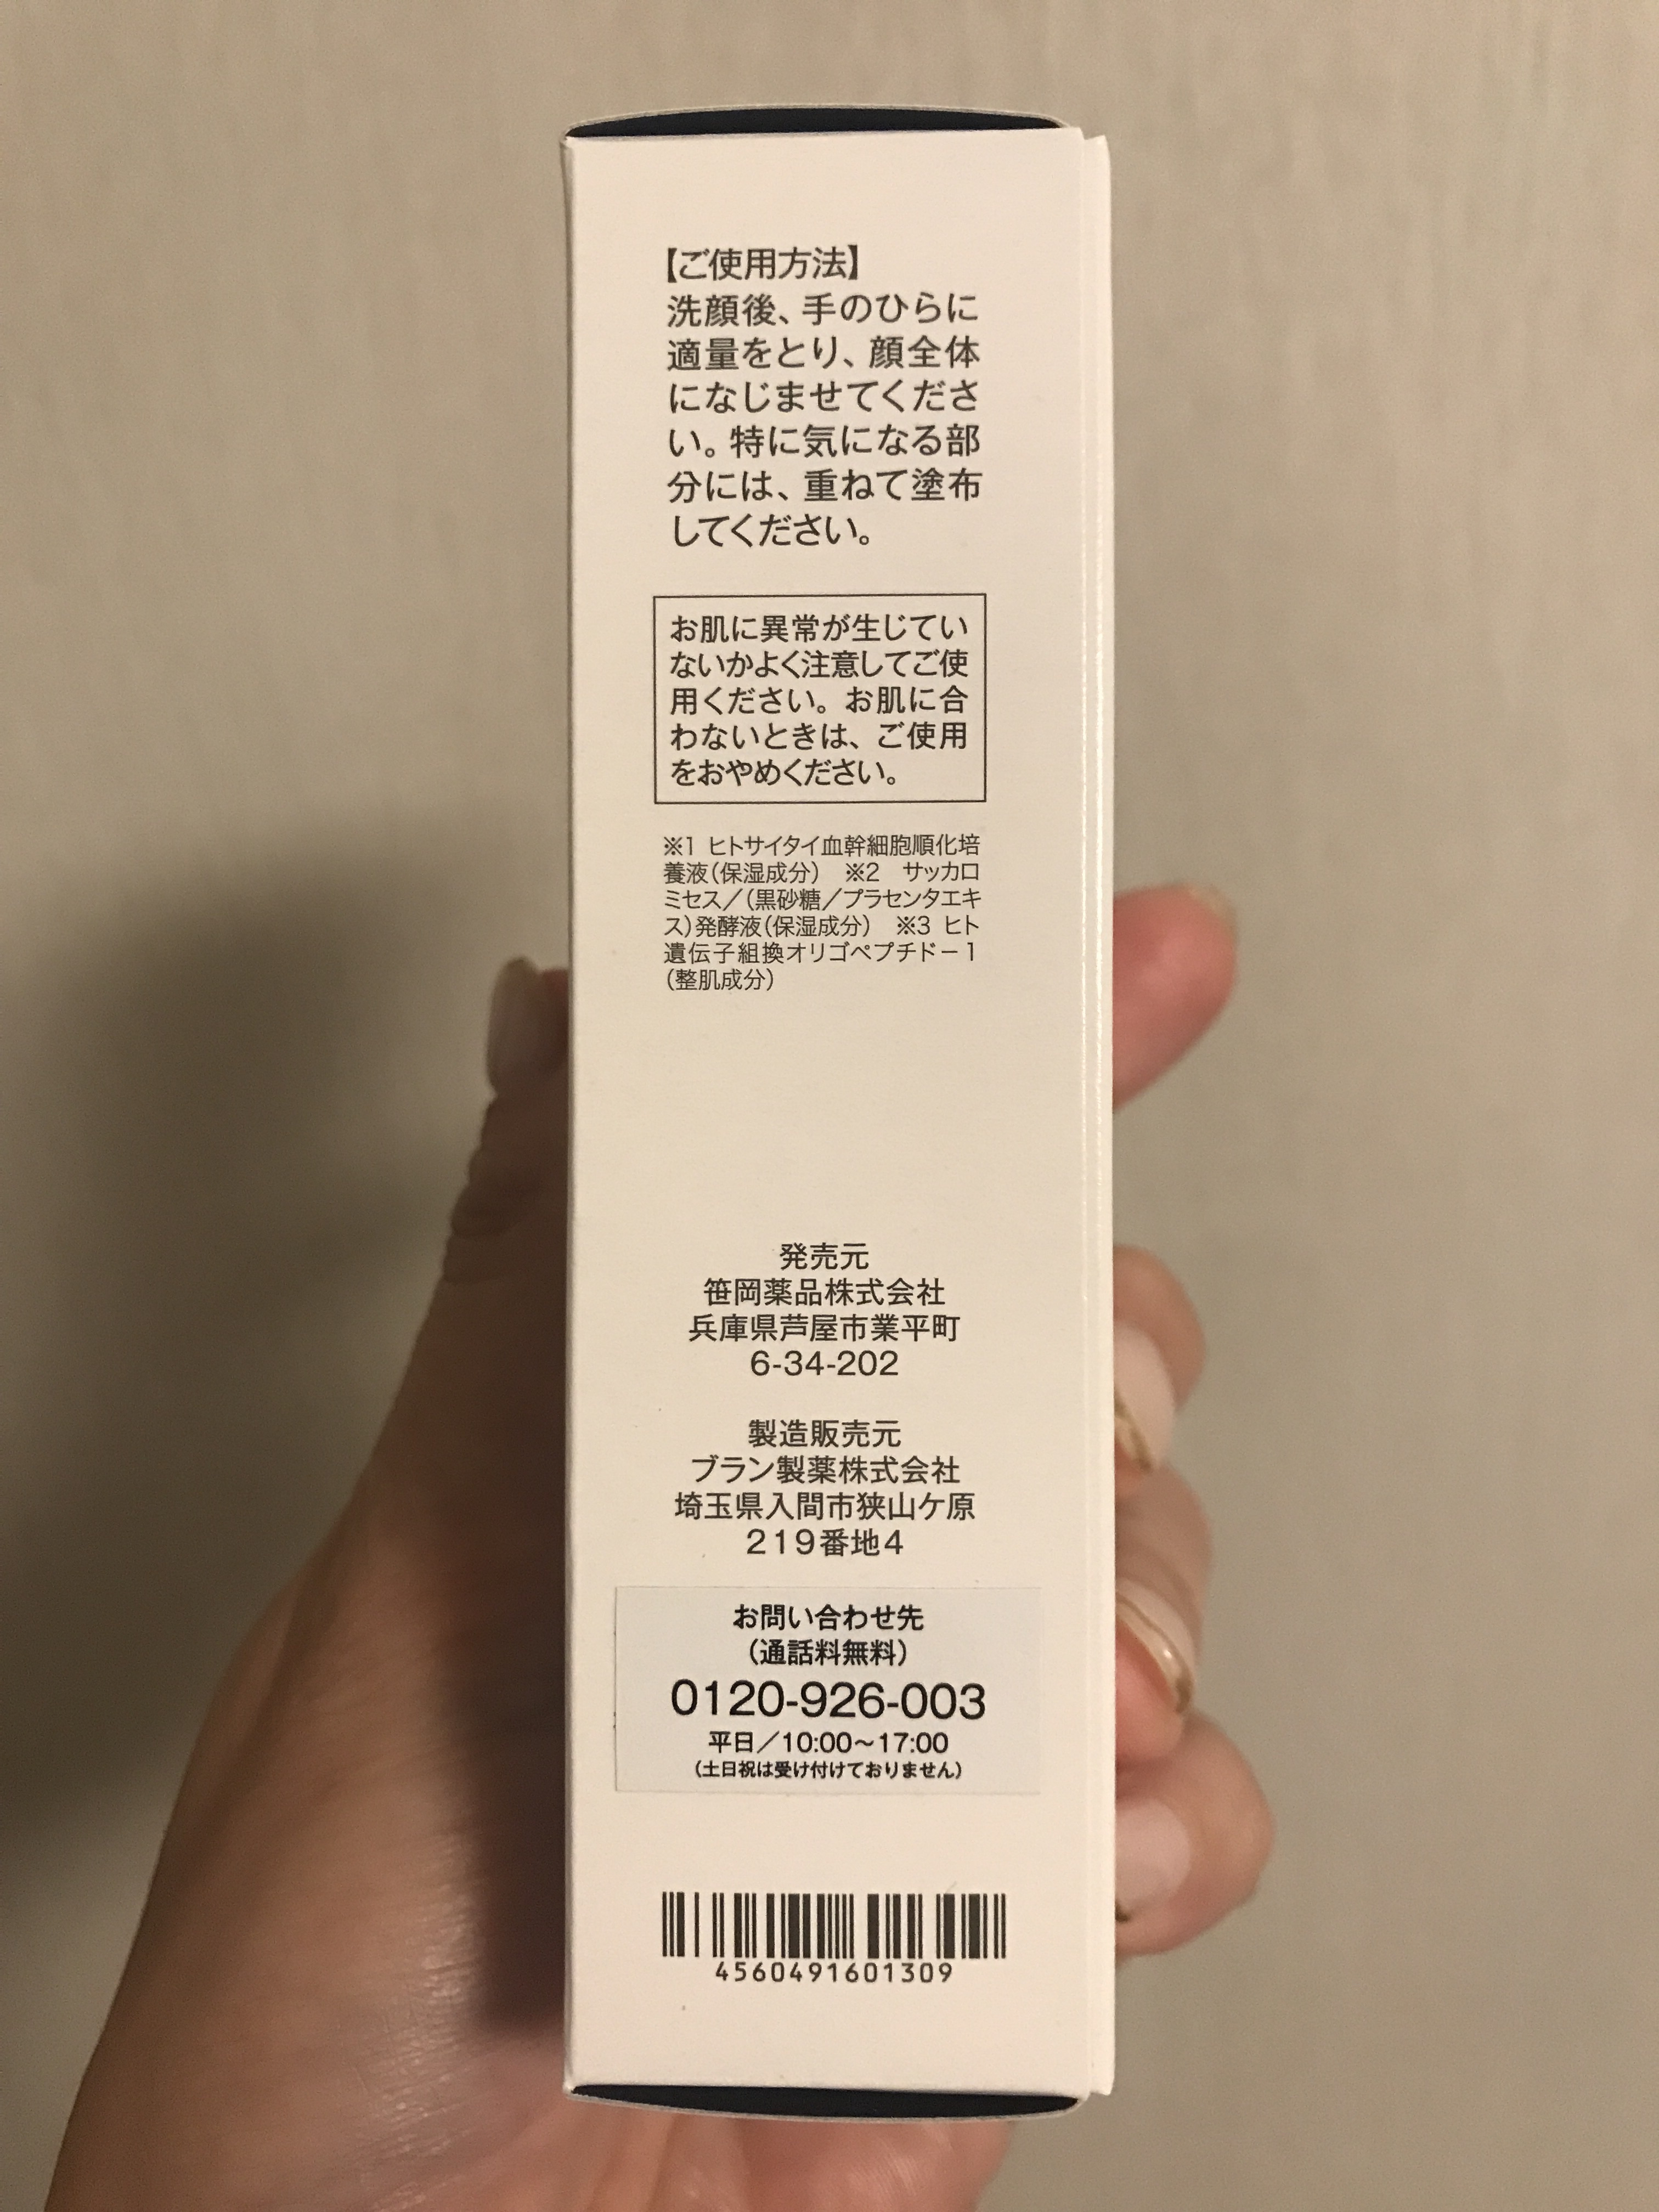 【ご使用方法】
洗顔後、手のひらに
適量をとり、顔全体
になじませてくださ
い。特に気になる部
分には、重ねて塗布
してください。
お肌に異常が生じてい
ないかよく注意してご使
用ください。お肌に合
わないときは、ご使用
をおやめください。
※1 ヒトサイタイ血幹細胞順化培
養液(保湿成分) ※2 サッカロ
ミセス／(黒砂糖／プラセンタエキ
ス)発酵液(保湿成分) ※3 ヒト
遺伝子組換オリゴペプチド－1
(整肌成分)
発売元
笹岡薬品株式会社
兵庫県芦屋市業平町
6-34-202
製造販売元
ブラン製薬株式会社
埼玉県入間市狭山ケ原
219番地4
お問い合わせ先
(通話料無料)
0120-926-003
平日／10:00〜17:00
(土日祝は受け付けておりません)
4560491601309